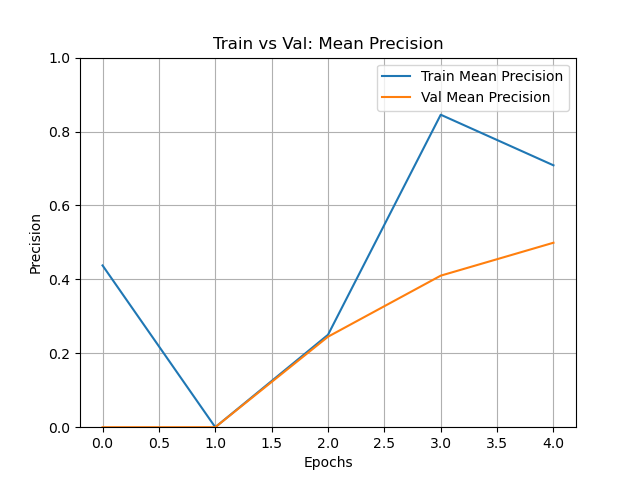 Train vs Val: Mean Precision
Train Mean Precision
Val Mean Precision
Precision
1.0
0.8
0.6
0.4
0.2
0.0
0.0 0.5 1.0 1.5 2.0 2.5 3.0 3.5 4.0
Epochs